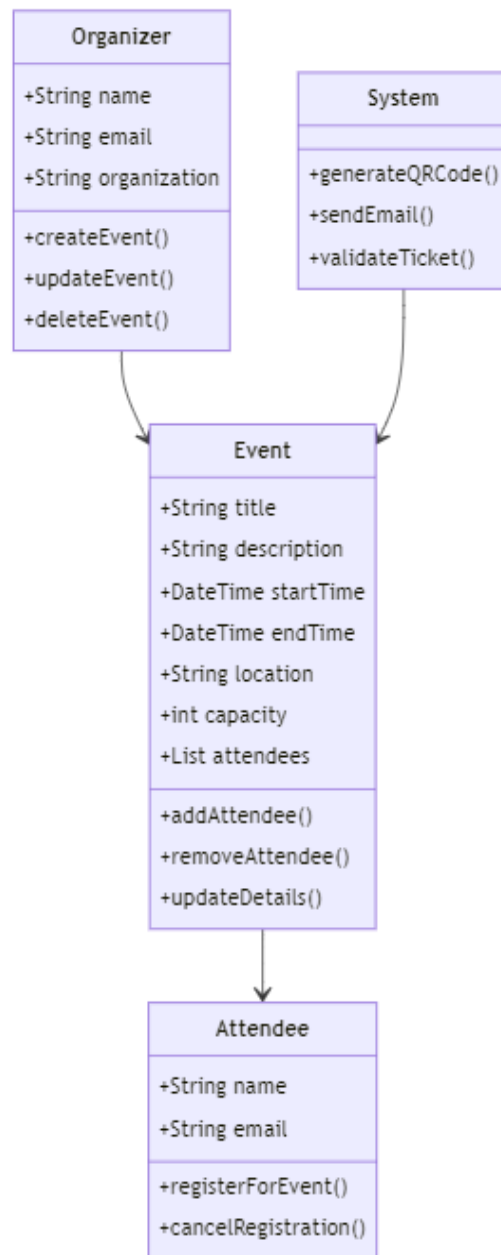 Organizer
+String name
+String email
+String organization
+createEvent()
+updateEvent()
+deleteEvent()
System
+generateQRCode()
+sendEmail()
+validateTicket()
Event
+String title
+String description
+DateTime startTime
+DateTime endTime
+String location
+int capacity
+List attendees
+addAttendee()
+removeAttendee()
+updateDetails()
Attendee
+String name
+String email
+registerForEvent()
+cancelRegistration()